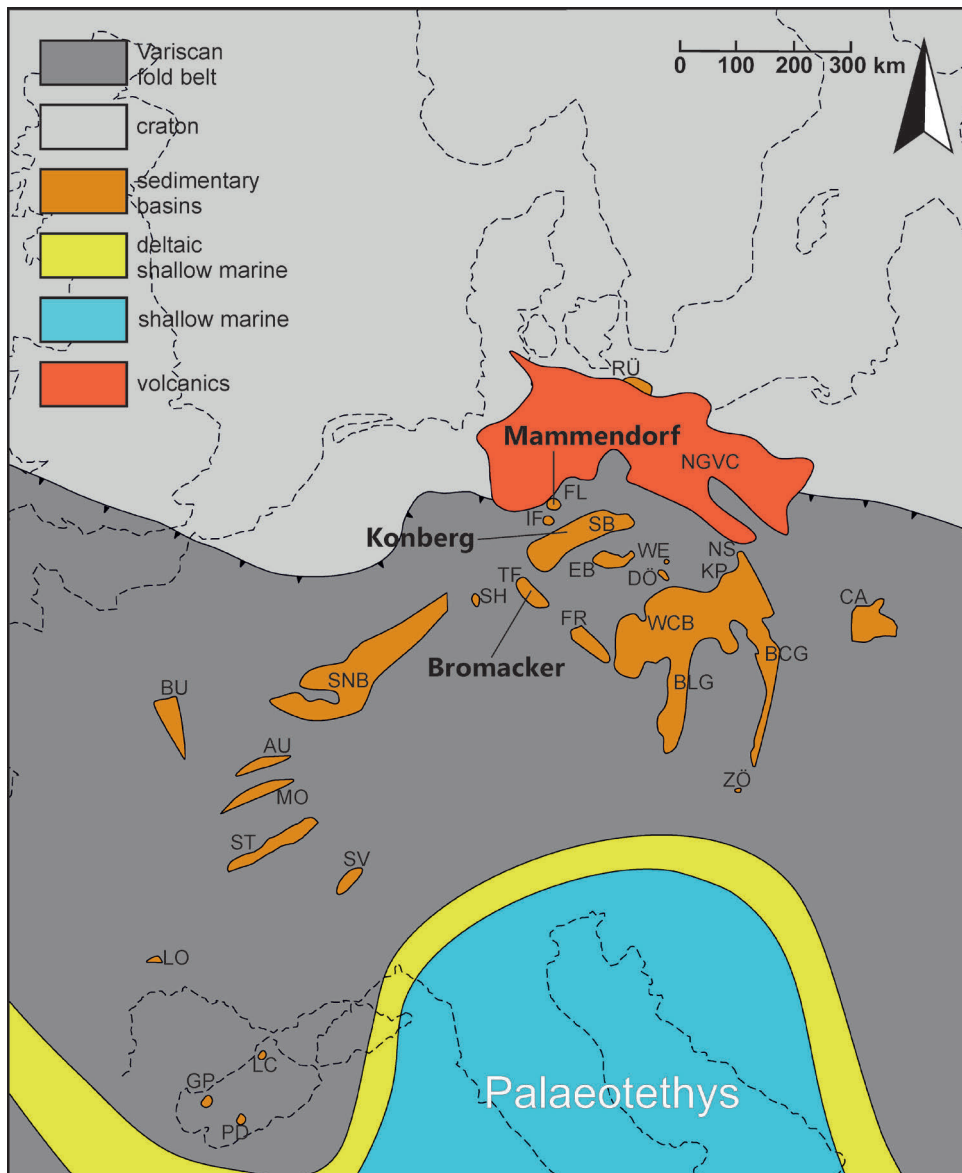 Variscan
fold belt
craton
sedimentary
basins
deltaic
shallow marine
shallow marine
volcanics
0 100 200 300 km
RÜ
Mammendorf
NGVC
FL
IF
SB
Konberg
EB
WE
NS
DÖ
KP
TF
SH
CA
FR
WCB
Bromacker
BCG
SNB
BLG
BU
AU
ZÖ
MO
ST
SV
LO
LC
GP
PD
Palaeotethys